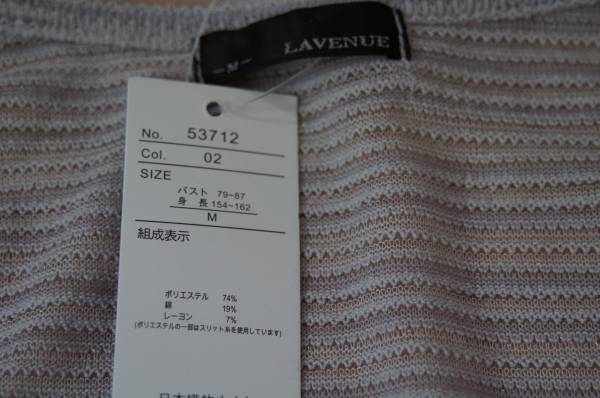 LAVENUE
－M－
No. 53712
Col. 02
SIZE
バスト 79~87
身 長 154~162
M
組成表示
ポリエステル 74%
綿 19%
レーヨン 7%
(ポリエステルの一部はスリット糸を使用しています)